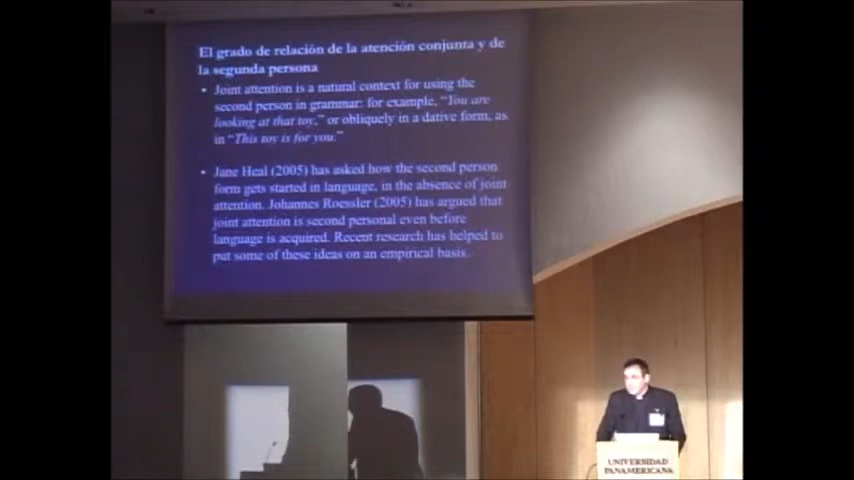 El grado de relación de la atención conjunta y de
la segunda persona
• Joint attention is a natural context for using the
second person in grammar: for example, “You are
looking at that toy,” or obliquely in a dative form, as
in “This toy is for you.”
• Jane Heal (2005) has asked how the second person
form gets started in language, in the absence of joint
attention. Johannes Roessler (2005) has argued that
joint attention is second personal even before
language is acquired. Recent research has helped to
put some of these ideas on an empirical basis.
UNIVERSIDAD
PANAMERICANA